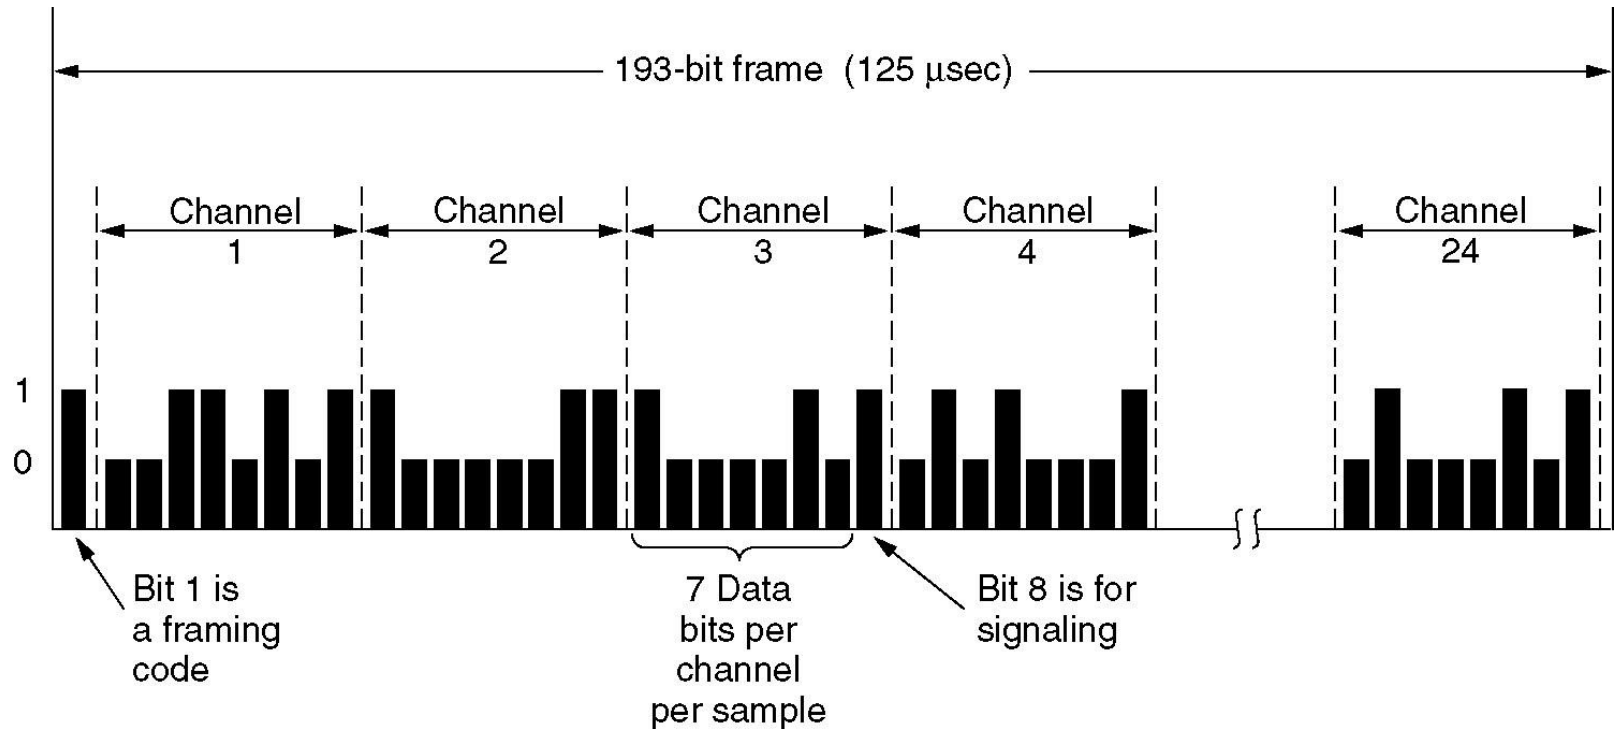 193-bit frame (125 μsec)
Channel
1
Channel
2
Channel
3
Channel
4
Channel
24
1
0
Bit 1 is
a framing
code
7 Data
bits per
channel
per sample
Bit 8 is for
signaling